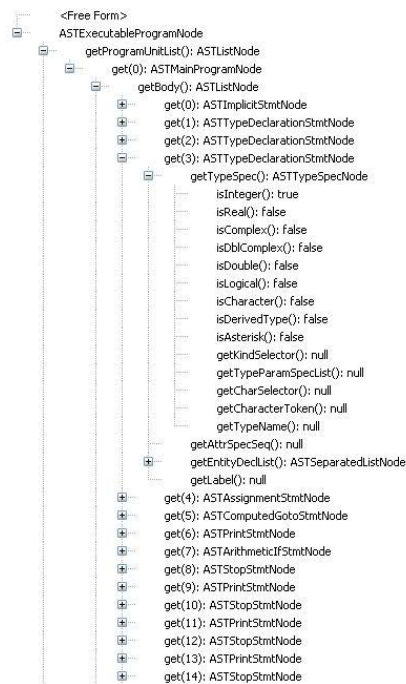 <Free Form>
ASTExecutableProgramNode
getProgramUnitList(): ASTListNode
get(0): ASTMainProgramNode
getBody(): ASTListNode
get(0): ASTImplicitStmtNode
get(1): ASTTypeDeclarationStmtNode
get(2): ASTTypeDeclarationStmtNode
get(3): ASTTypeDeclarationStmtNode
getTypeSpec(): ASTTypeSpecNode
isInteger(): true
isReal(): false
isComplex(): false
isDblComplex(): false
isDouble(): false
isLogical(): false
isCharacter(): false
isDerivedType(): false
isAsterisk(): false
getKindSelector(): null
getTypeParamSpecList(): null
getCharSelector(): null
getCharacterToken(): null
getTypeName(): null
getAttrSpecSeq(): null
getEntityDeclList(): ASTSeparatedListNode
getLabel(): null
get(4): ASTAssignmentStmtNode
get(5): ASTComputedGotoStmtNode
get(6): ASTPrintStmtNode
get(7): ASTArithmeticIfStmtNode
get(8): ASTStopStmtNode
get(9): ASTPrintStmtNode
get(10): ASTStopStmtNode
get(11): ASTPrintStmtNode
get(12): ASTStopStmtNode
get(13): ASTPrintStmtNode
get(14): ASTStopStmtNode